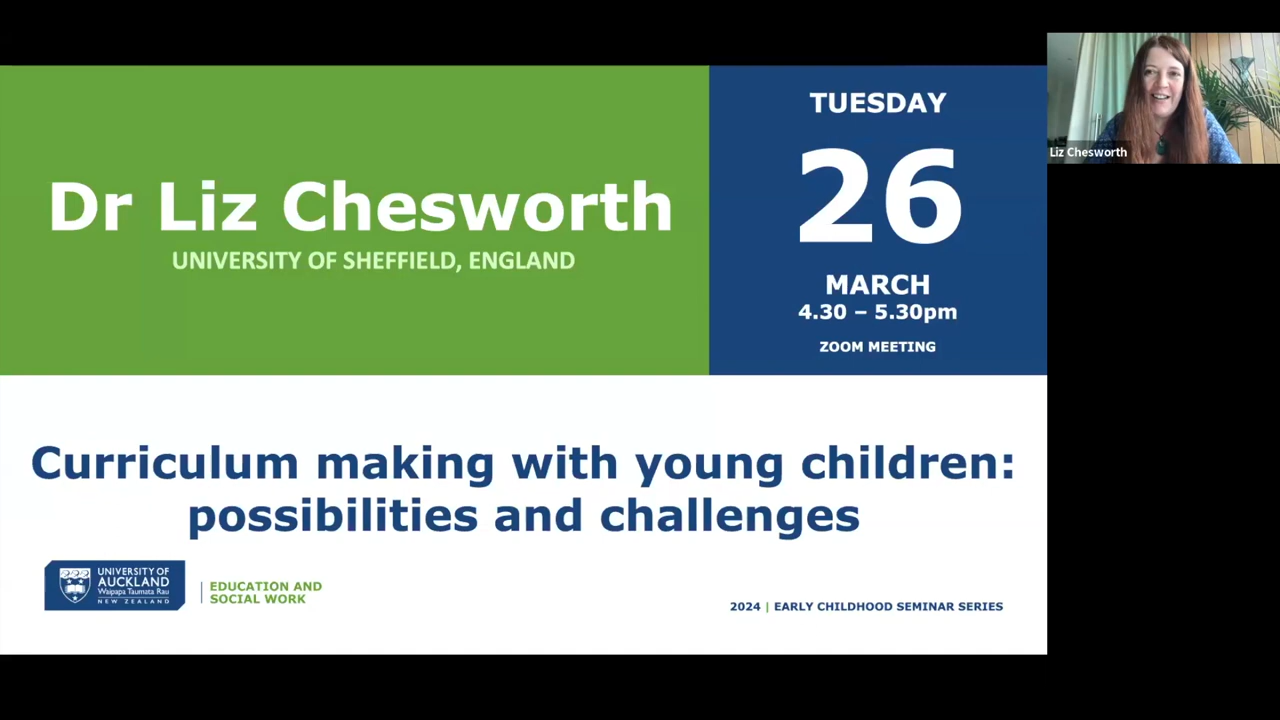 Dr Liz Chesworth
UNIVERSITY OF SHEFFIELD, ENGLAND
TUESDAY
26
MARCH
4.30 – 5.30pm
ZOOM MEETING
Liz Chesworth
Curriculum making with young children:
possibilities and challenges
UNIVERSITY OF
AUCKLAND
Waipapa Taumata Rau
NEW ZEALAND
EDUCATION AND
SOCIAL WORK
2024 | EARLY CHILDHOOD SEMINAR SERIES